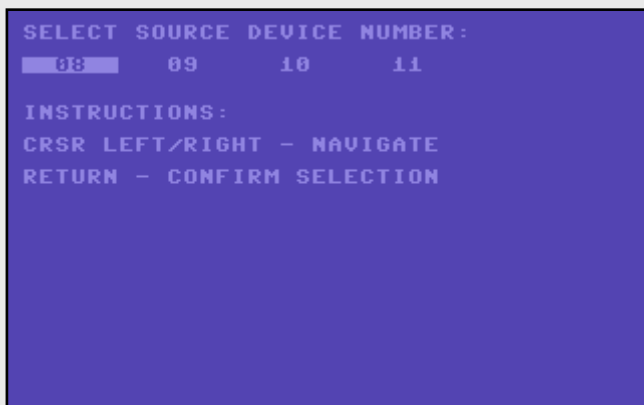 SELECT SOURCE DEVICE NUMBER:
08 09 10 11
INSTRUCTIONS:
CRSR LEFT/RIGHT - NAVIGATE
RETURN - CONFIRM SELECTION